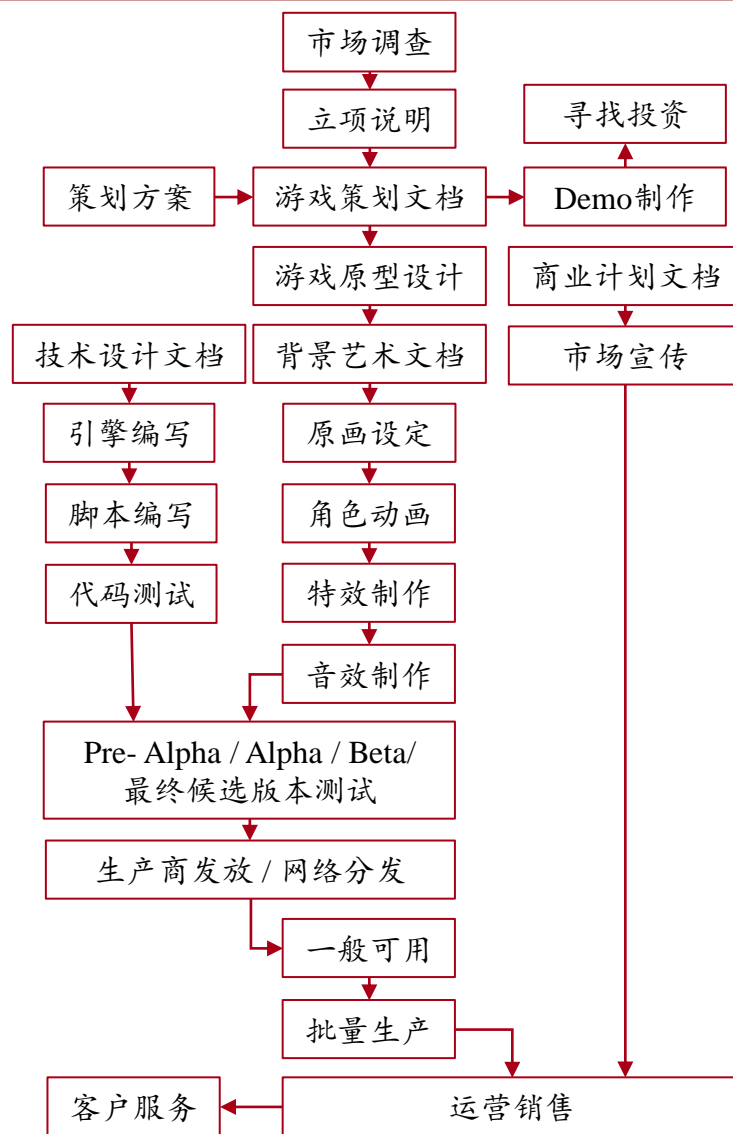 市场调查
立项说明
寻找投资
策划方案
游戏策划文档
Demo制作
游戏原型设计
商业计划文档
技术设计文档
背景艺术文档
市场宣传
引擎编写
原画设定
脚本编写
角色动画
代码测试
特效制作
音效制作
Pre- Alpha / Alpha / Beta/
最终候选版本测试
生产商发放 / 网络分发
一般可用
批量生产
客户服务
运营销售